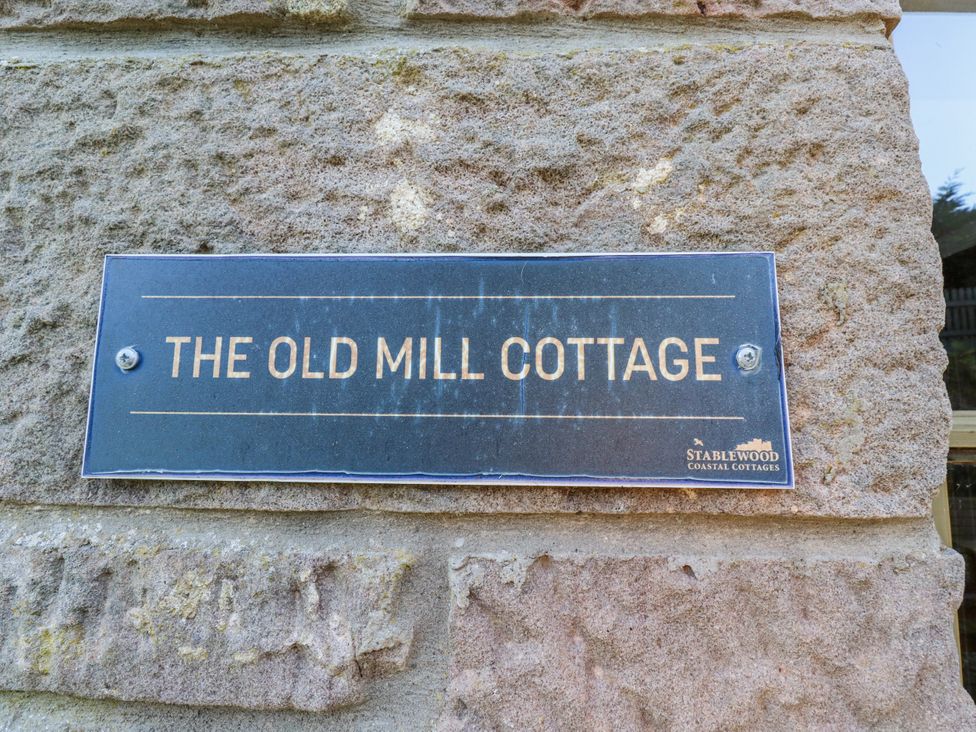 THE OLD MILL COTTAGE
STABLEWOOD
COASTAL COTTAGES